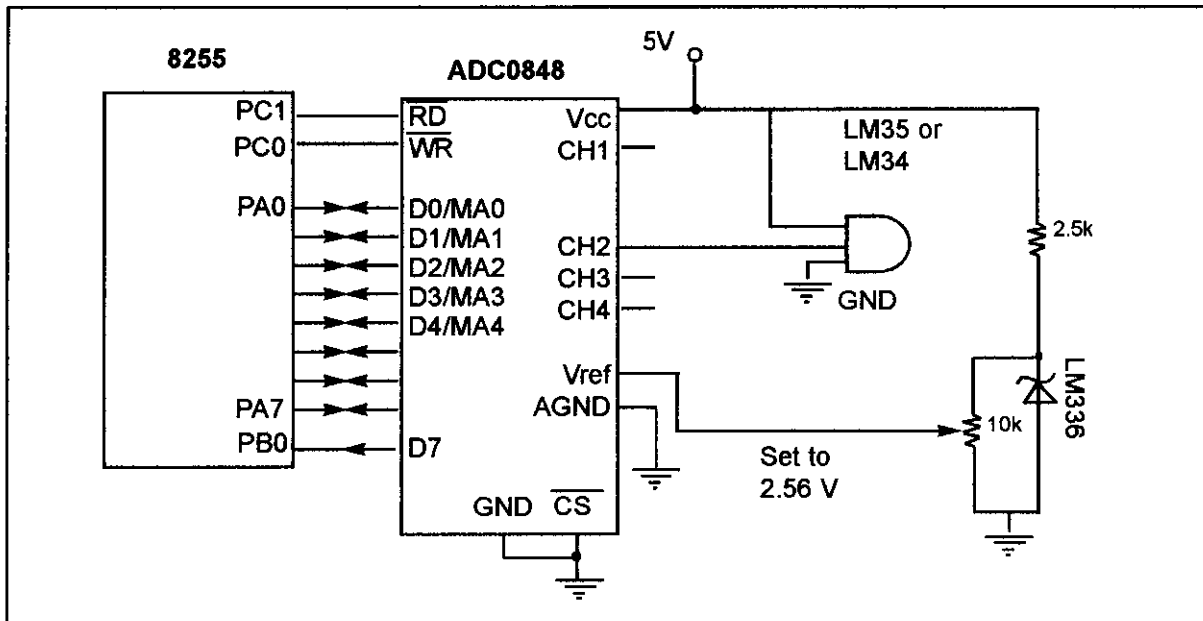 5V
8255
ADC0848
PC1
PC0
PA0
PA7
PB0
RD
WR
D0/MA0
D1/MA1
D2/MA2
D3/MA3
D4/MA4
D7
GND
CS
Vcc
CH1
CH2
CH3
CH4
Vref
AGND
LM35 or
LM34
GND
2.5k
10k
LM336
Set to
2.56 V